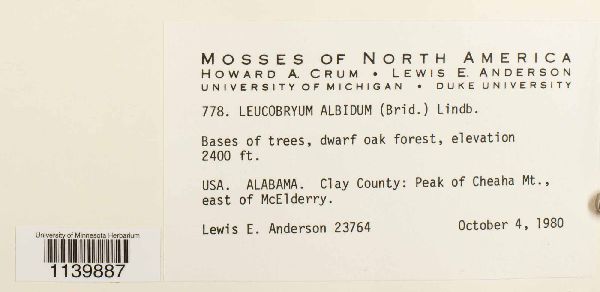 MOSSES OF NORTH AMERICA
HOWARD A. CRUM • LEWIS E. ANDERSON
UNIVERSITY OF MICHIGAN • DUKE UNIVERSITY
778. LEUCOBRYUM ALBIDUM (Brid.) Lindb.
Bases of trees, dwarf oak forest, elevation
2400 ft.
USA. ALABAMA. Clay County: Peak of Cheaha Mt.,
east of McElderry.
Lewis E. Anderson 23764 October 4, 1980
University of Minnesota Herbarium
1139887